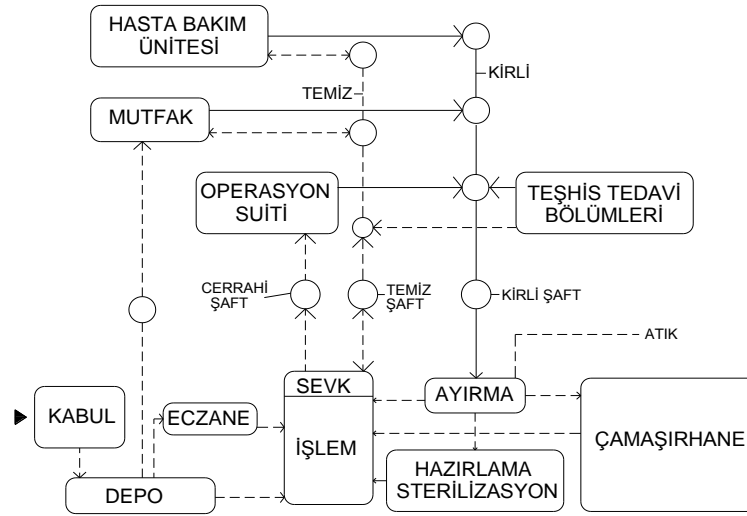 HASTA BAKIM
ÜNİTESİ
KİRLİ
TEMİZ
MUTFAK
OPERASYON
SUİTİ
TEŞHİS TEDAVİ
BÖLÜMLERİ
CERRAHİ
ŞAFT
TEMİZ
ŞAFT
KİRLİ ŞAFT
ATIK
SEVK
AYIRMA
KABUL
ECZANE
İŞLEM
ÇAMAŞIRHANE
HAZIRLAMA
STERİLİZASYON
DEPO